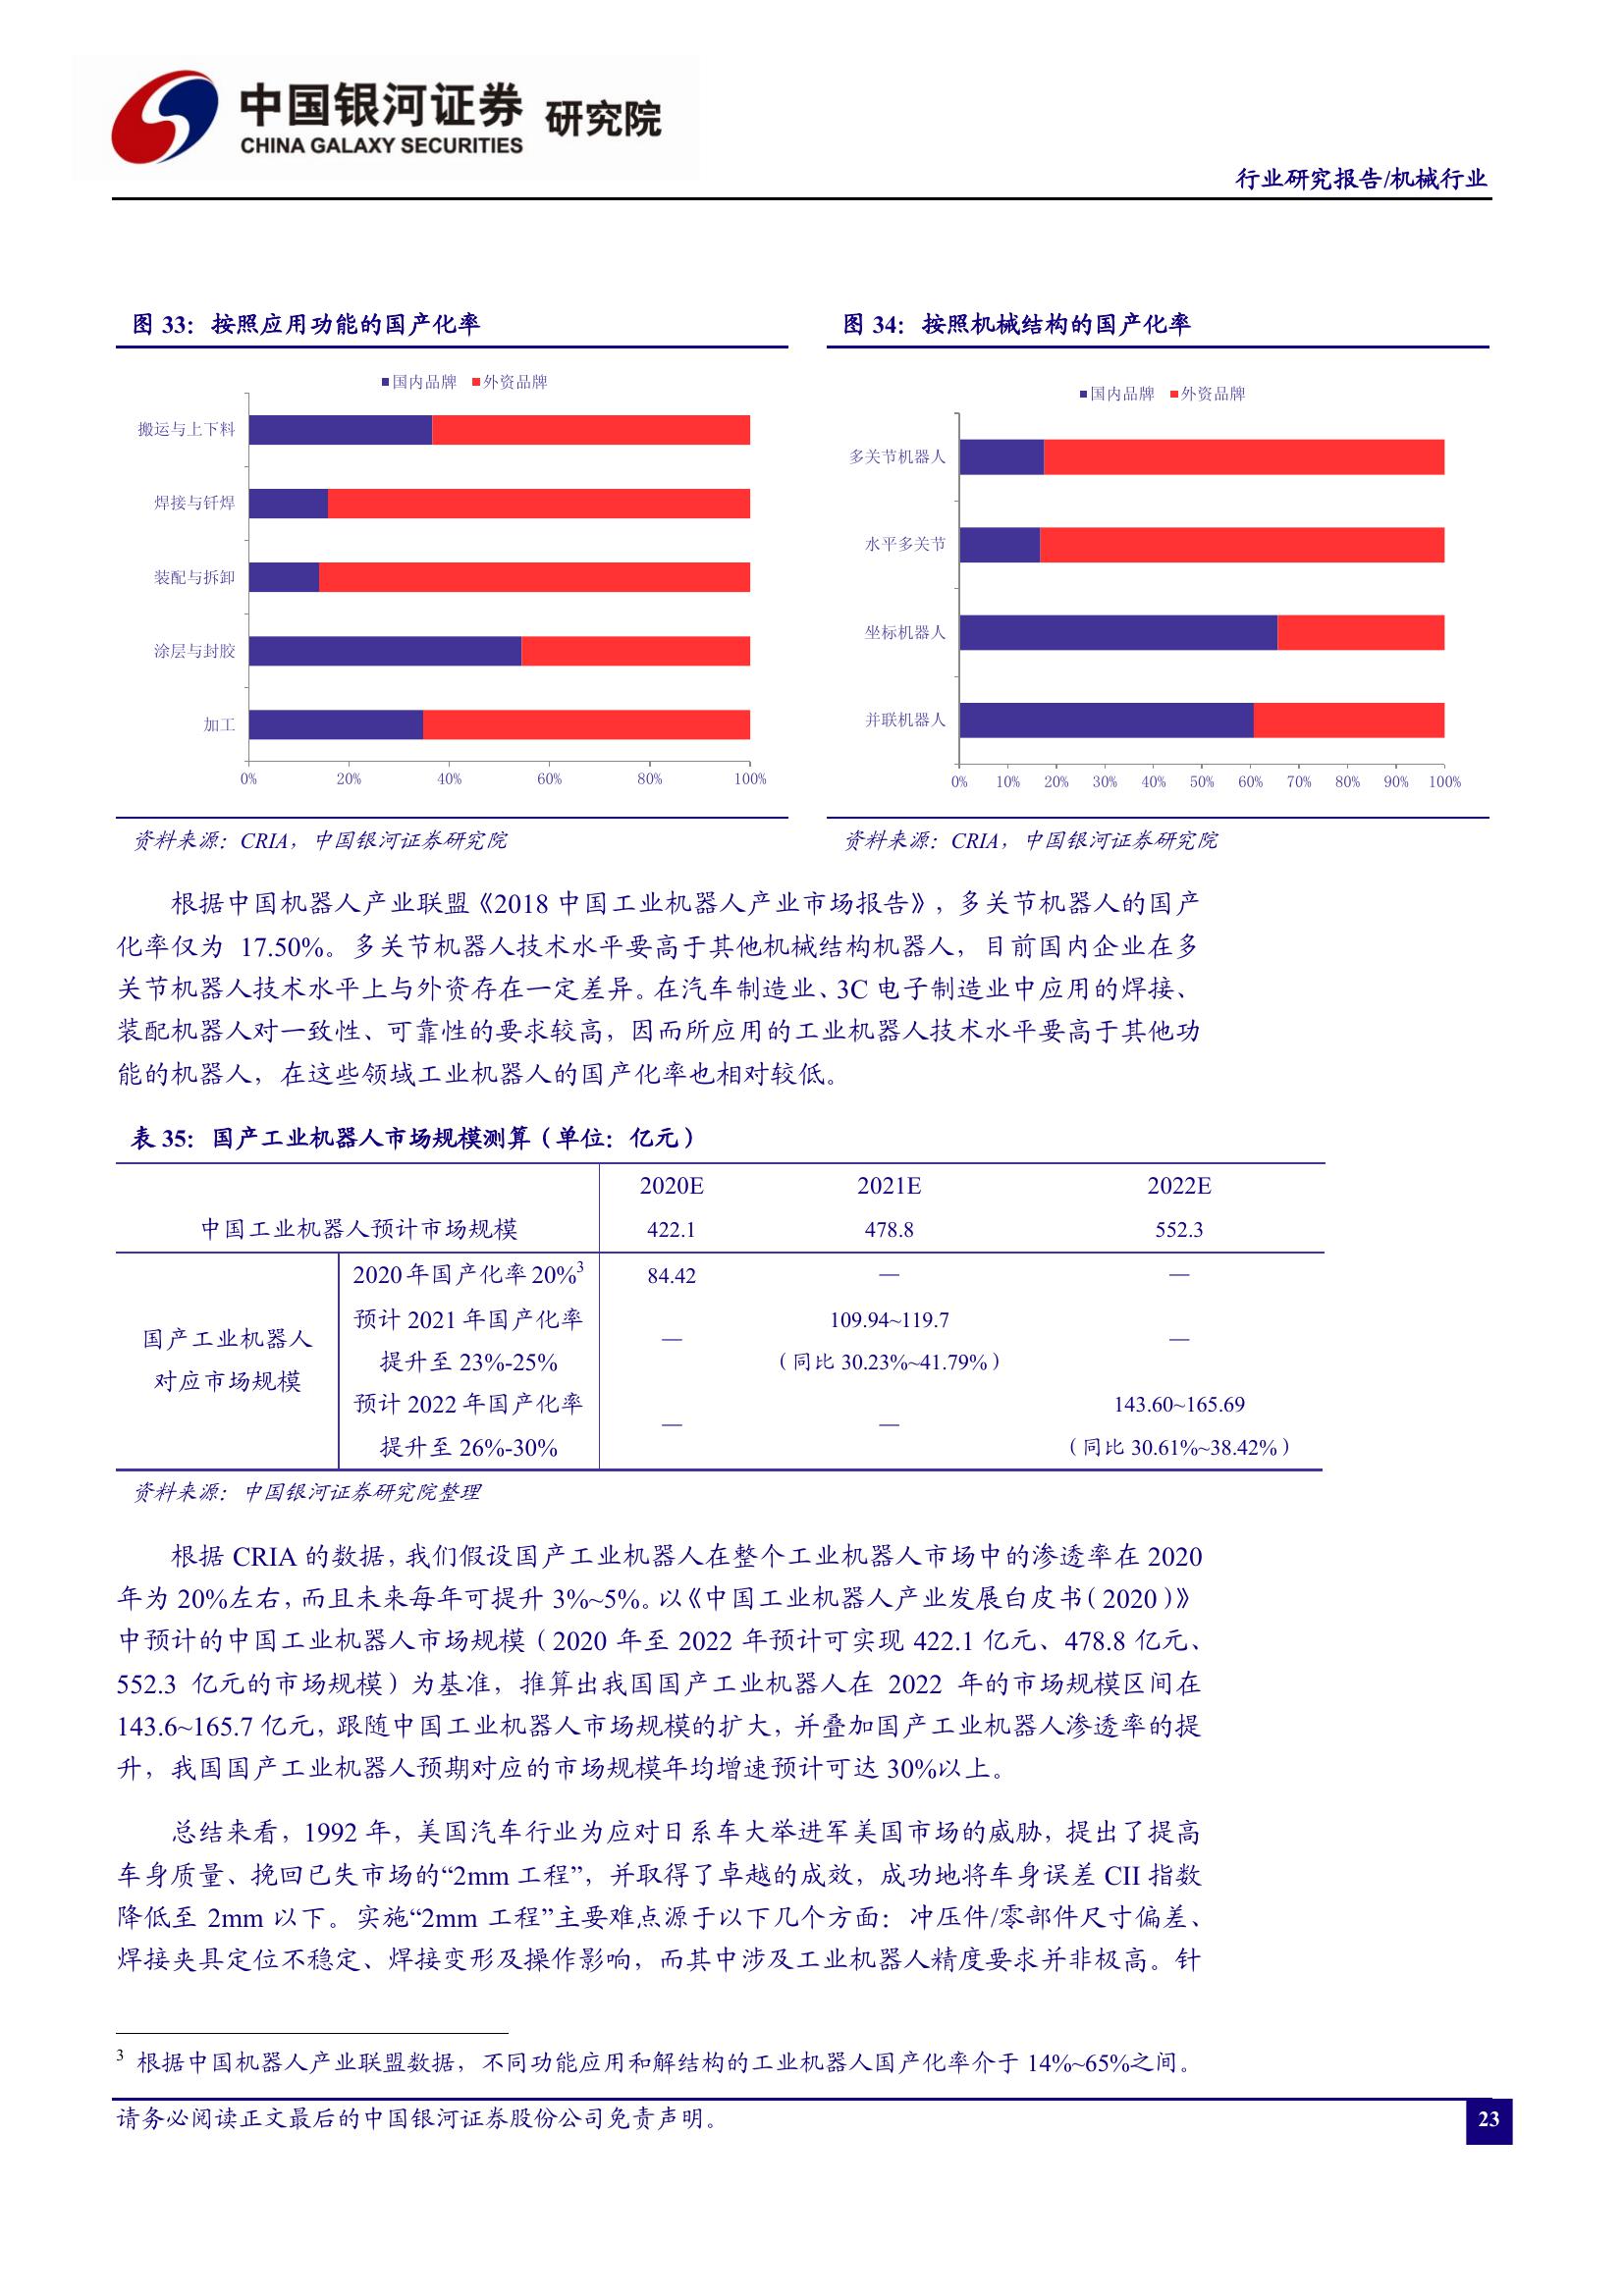 中国银河证券 研究院
CHINA GALAXY SECURITIES
行业研究报告/机械行业
图 33：按照应用功能的国产化率
国内品牌 外资品牌
搬运与上下料
焊接与钎焊
装配与拆卸
涂层与封胶
加工
0% 20% 40% 60% 80% 100%
资料来源：CRIA，中国银河证券研究院
图 34：按照机械结构的国产化率
国内品牌 外资品牌
多关节机器人
水平多关节
坐标机器人
并联机器人
0% 10% 20% 30% 40% 50% 60% 70% 80% 90% 100%
资料来源：CRIA，中国银河证券研究院
根据中国机器人产业联盟《2018 中国工业机器人产业市场报告》，多关节机器人的国产
化率仅为 17.50%。多关节机器人技术水平要高于其他机械结构机器人，目前国内企业在多
关节机器人技术水平上与外资存在一定差异。在汽车制造业、3C 电子制造业中应用的焊接、
装配机器人对一致性、可靠性的要求较高，因而所应用的工业机器人技术水平要高于其他功
能的机器人，在这些领域工业机器人的国产化率也相对较低。
表 35：国产工业机器人市场规模测算（单位：亿元）
2020E 2021E 2022E
中国工业机器人预计市场规模 422.1 478.8 552.3
国产工业机器人
对应市场规模
2020 年国产化率 20%3 84.42 — —
预计 2021 年国产化率
提升至 23%-25%
— 109.94~119.7
（同比 30.23%~41.79%）
—
预计 2022 年国产化率
提升至 26%-30%
— — 143.60~165.69
（同比 30.61%~38.42%）
资料来源：中国银河证券研究院整理
根据 CRIA 的数据，我们假设国产工业机器人在整个工业机器人市场中的渗透率在 2020
年为 20%左右，而且未来每年可提升 3%~5%。以《中国工业机器人产业发展白皮书（2020）》
中预计的中国工业机器人市场规模（2020 年至 2022 年预计可实现 422.1 亿元、478.8 亿元、
552.3 亿元的市场规模）为基准，推算出我国国产工业机器人在 2022 年的市场规模区间在
143.6~165.7 亿元，跟随中国工业机器人市场规模的扩大，并叠加国产工业机器人渗透率的提
升，我国国产工业机器人预期对应的市场规模年均增速预计可达 30%以上。
总结来看，1992 年，美国汽车行业为应对日系车大举进军美国市场的威胁，提出了提高
车身质量、挽回已失市场的“2mm 工程”，并取得了卓越的成效，成功地将车身误差 CII 指数
降低至 2mm 以下。实施“2mm 工程”主要难点源于以下几个方面：冲压件/零部件尺寸偏差、
焊接夹具定位不稳定、焊接变形及操作影响，而其中涉及工业机器人精度要求并非极高。针
3 根据中国机器人产业联盟数据，不同功能应用和解结构的工业机器人国产化率介于 14%~65%之间。
请务必阅读正文最后的中国银河证券股份公司免责声明。
23